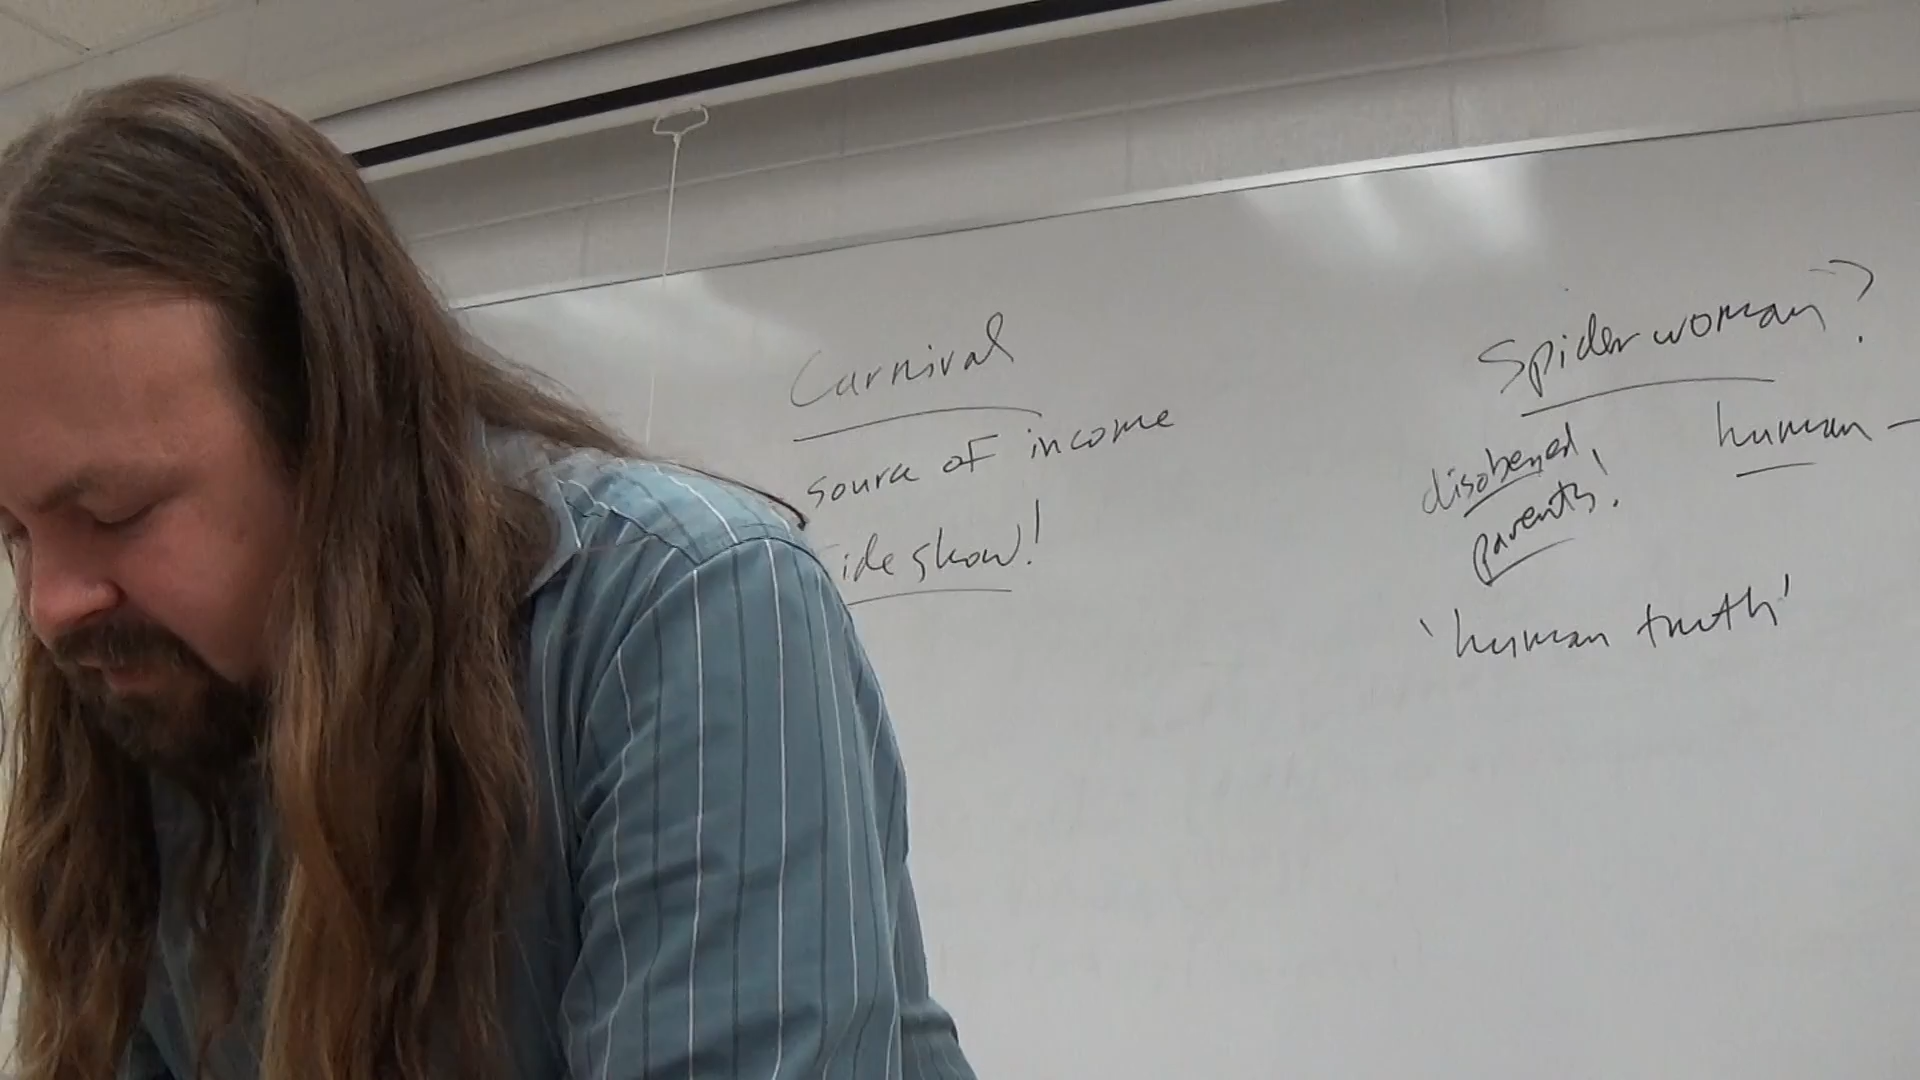 Carnival
source of income
ide show!
Spider woman?
disobeyed
parents!
human -
'human truth'